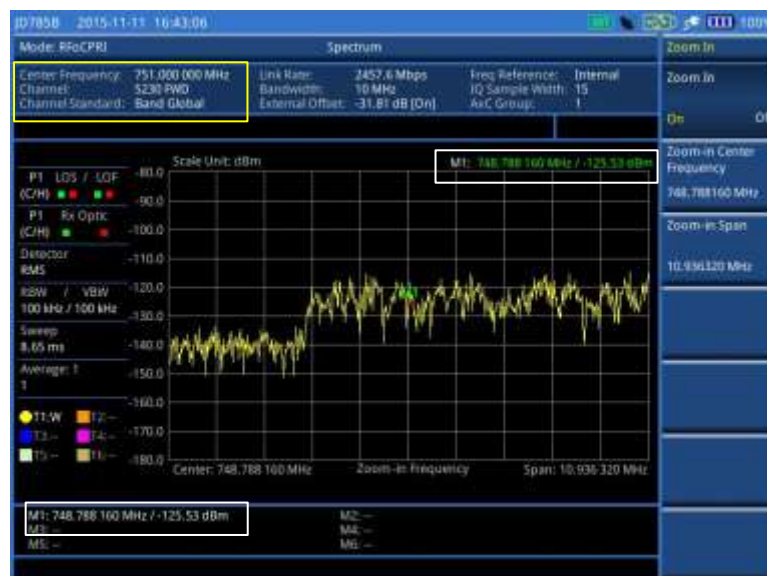 JD785B 2015-11-11 16:43:06
100%
Mode: RFoCPRI Spectrum Zoom In
Center Frequency: 751.000 000 MHz Link Rate: 2457.6 Mbps Freq Reference: Internal
Channel: 5230 FWD Bandwidth: 10 MHz IQ Sample Width: 15
Channel Standard: Band Global External Offset: -31.81 dB [On] AxC Group: 1
Zoom In
On Of
Scale Unit: dBm
M1: 748.788 160 MHz / -125.53 dBm
Zoom-in Center
Frequency
748.788160 MHz
Zoom-in Span
10.936320 MHz
P1 LOS / LOF
(C/H)
P1 Rx Optic
(C/H)
Detector
RMS
RBW / VBW
100 kHz / 100 kHz
Sweep
8.65 ms
Average: 1
1
T1:W T2:--
T3:-- T4:--
T5:-- T6:--
-80.0
-90.0
-100.0
-110.0
-120.0
-130.0
-140.0
-150.0
-160.0
-170.0
-180.0
Center: 748.788 160 MHz Zoom-in Frequency Span: 10.936 320 MHz
M1: 748.788 160 MHz / -125.53 dBm M2: --
M3: -- M4: --
M5: -- M6: --